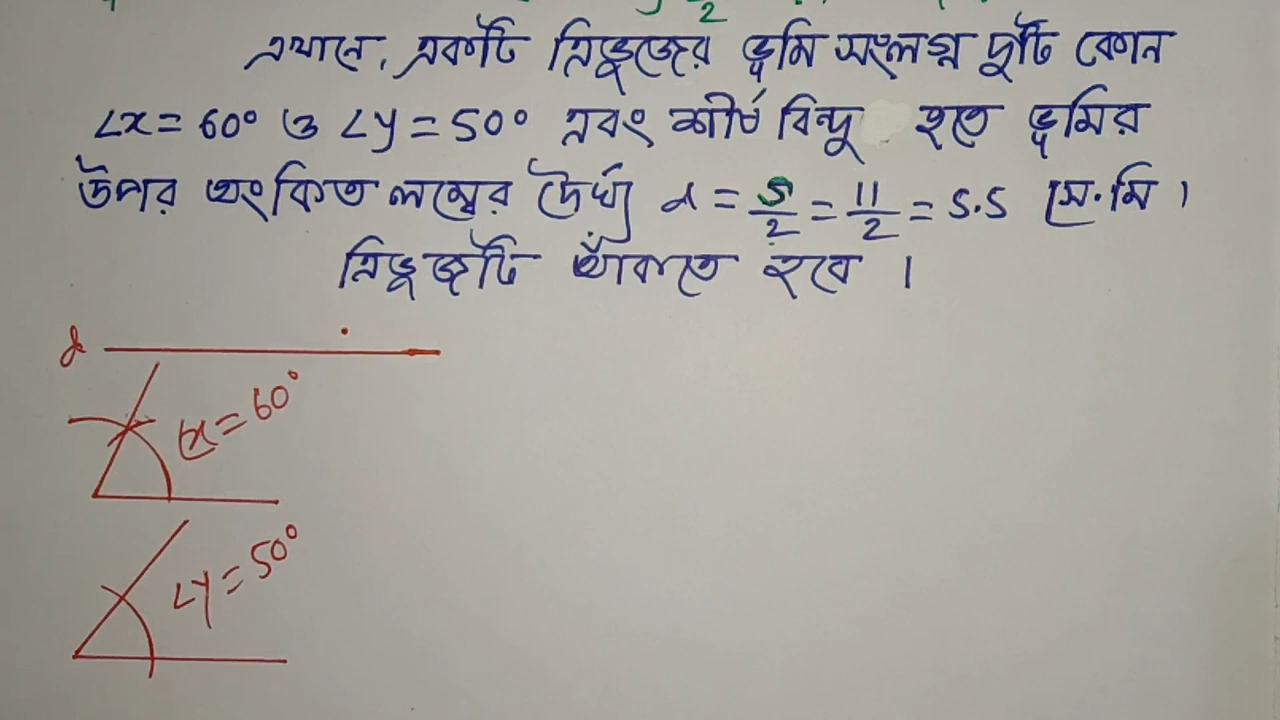 2
এখানে, একটি ত্রিভুজের ভূমি সংলগ্ন দুটি কোন
∠x = 60° ও ∠y = 50° এবং শীর্ষ বিন্দু হতে ভূমির
উপর অংকিত লম্বের দৈর্ঘ্য d = 5/2 = 11/2 = 5.5 সে.মি।
ত্রিভুজটি আঁকতে হবে।
d
∠x = 60°
∠y = 50°